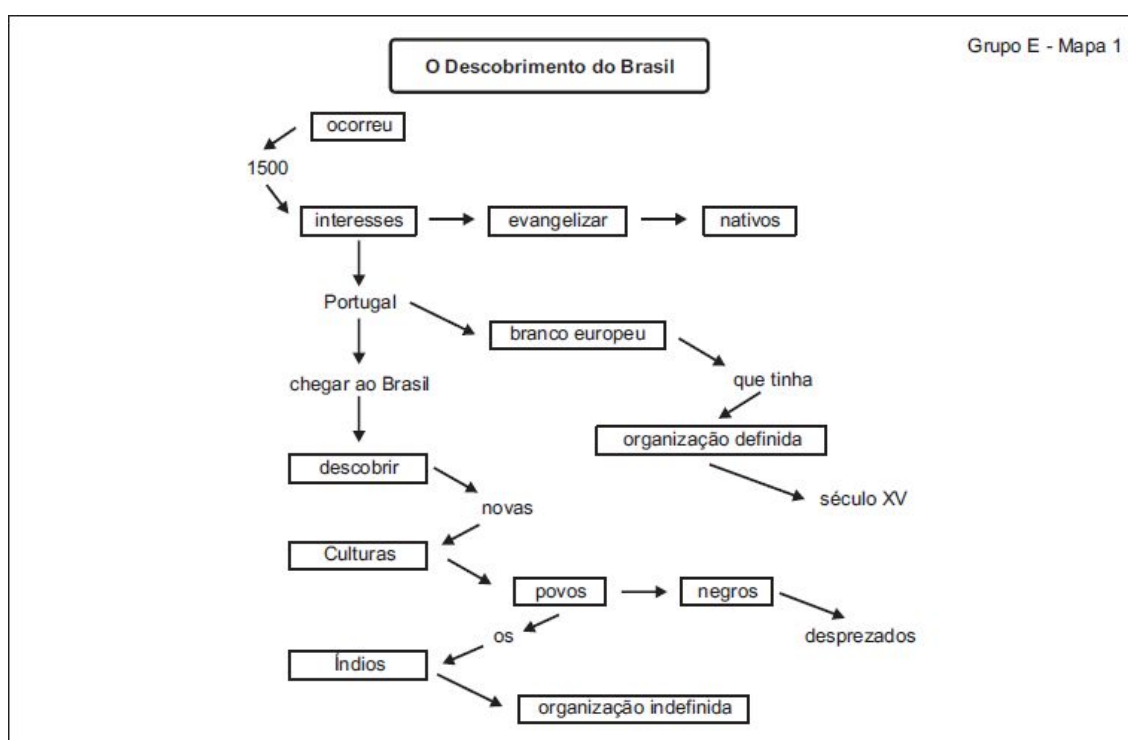 Grupo E - Mapa 1
O Descobrimento do Brasil
ocorreu
1500
interesses
evangelizar
nativos
Portugal
branco europeu
chegar ao Brasil
que tinha
organização definida
descobrir
século XV
novas
Culturas
povos
negros
os
desprezados
Índios
organização indefinida